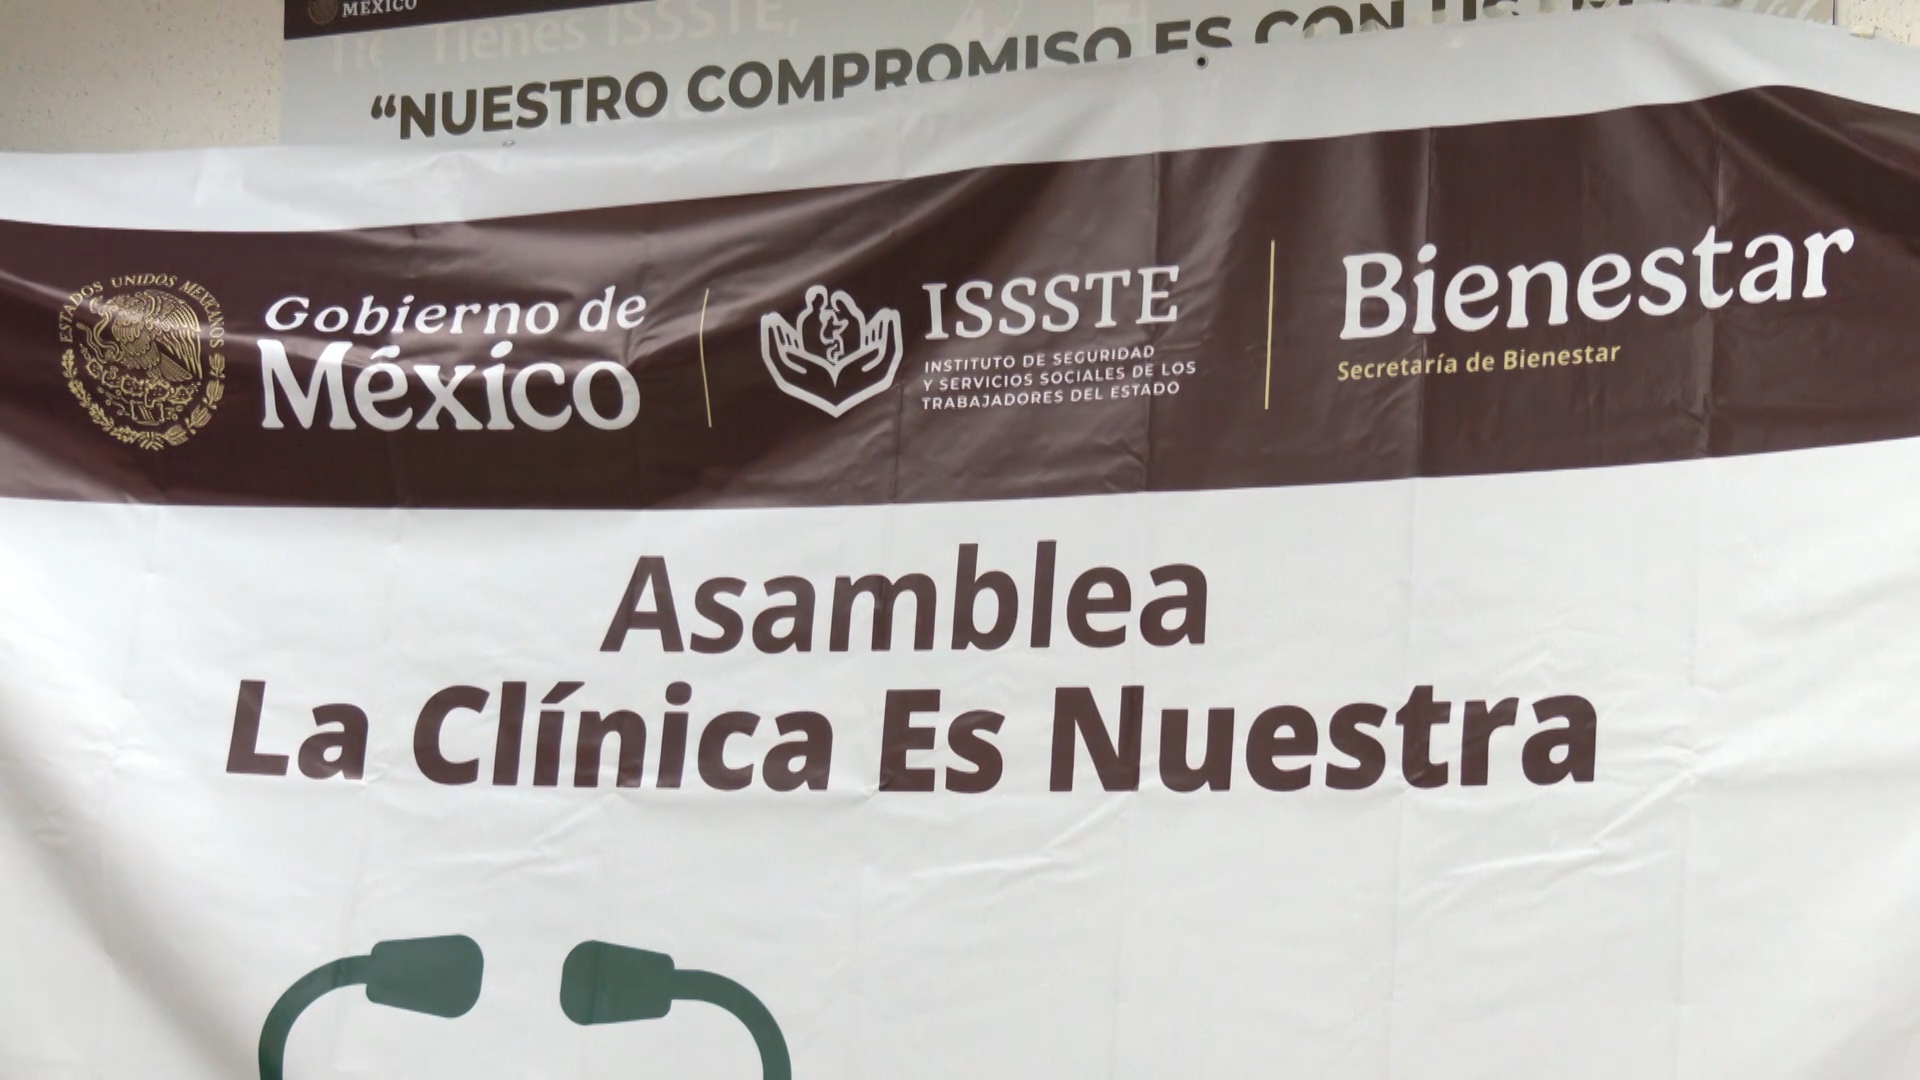 MÉXICO
Tienes ISSSTE,
“NUESTRO COMPROMISO ES CON
ESTADOS UNIDOS MEXICANOS
Gobierno de
México
ISSSTE
INSTITUTO DE SEGURIDAD
Y SERVICIOS SOCIALES DE LOS
TRABAJADORES DEL ESTADO
Bienestar
Secretaría de Bienestar
Asamblea
La Clínica Es Nuestra